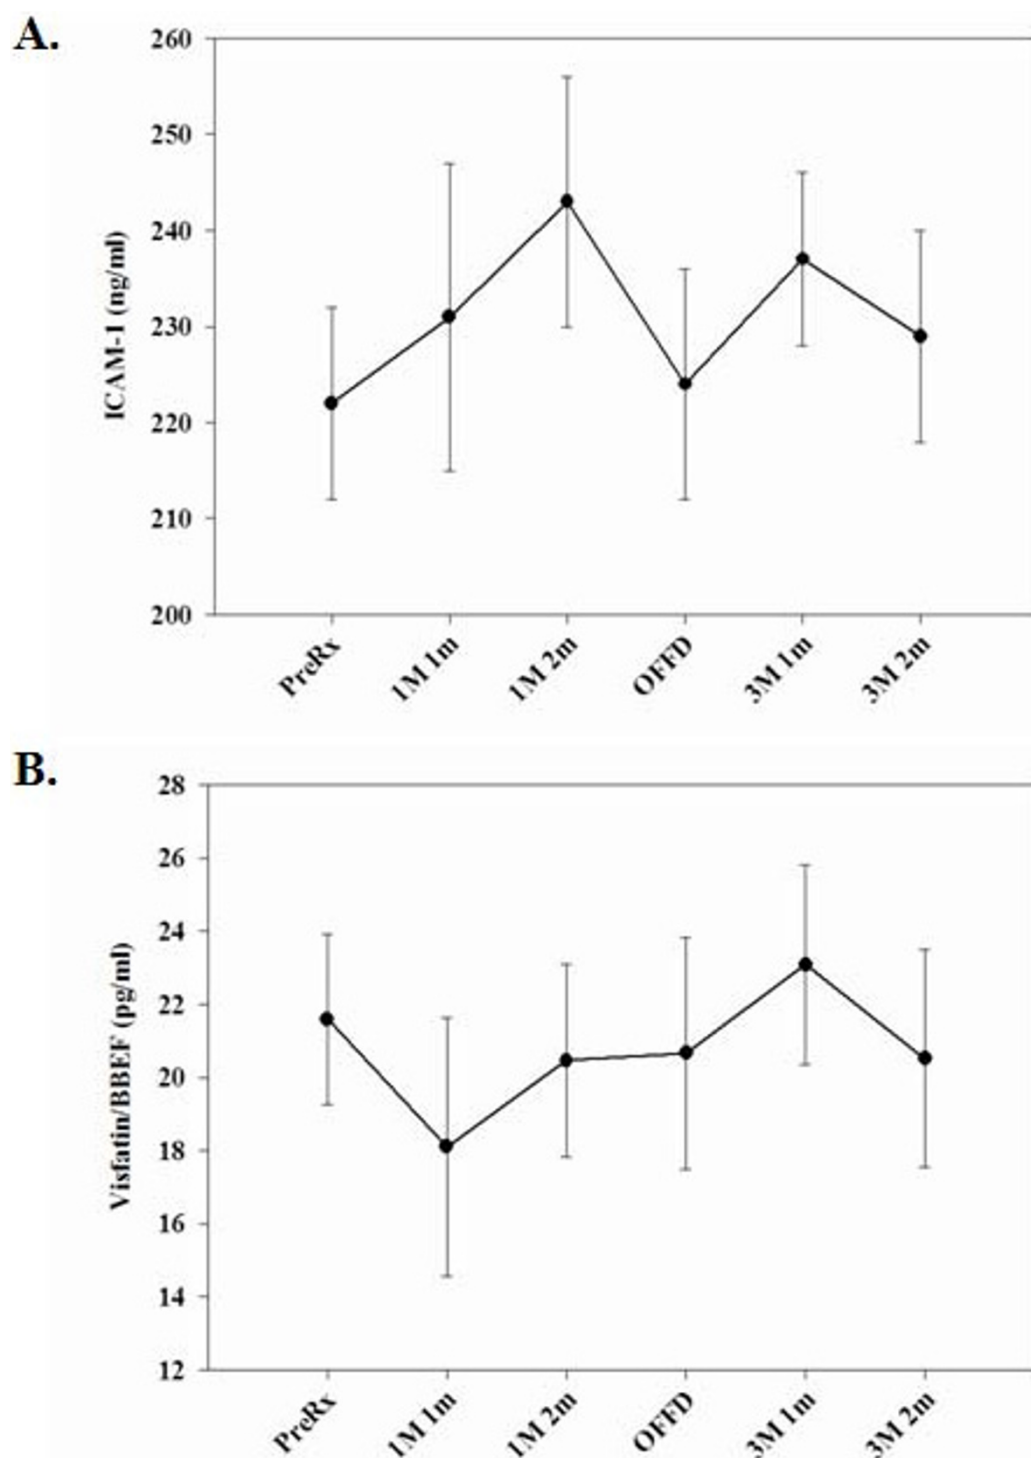 A.
260
250
240
230
220
210
200
ICAM-1 (ng/ml)
PreRx
1M 1m
1M 2m
OFFD
3M 1m
3M 2m
B.
28
26
24
22
20
18
16
14
12
Visfatin/BBEF (pg/ml)
PreRx
1M 1m
1M 2m
OFFD
3M 1m
3M 2m